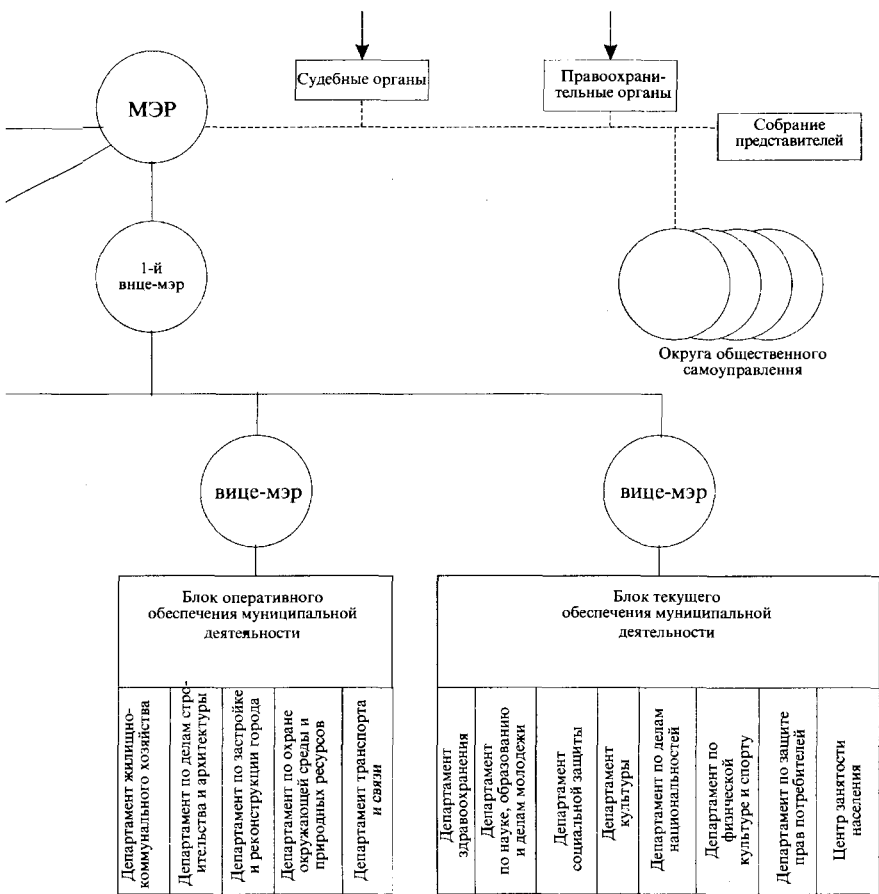 МЭР
Судебные органы
Правоохрани-
тельные органы
Собрание
представителей
1-й
вице-мэр
Округа общественного
самоуправления
вице-мэр
вице-мэр
Блок оперативного
обеспечения муниципальной
деятельности
Блок текущего
обеспечения муниципальной
деятельности
Департамент жилищно-
коммунального хозяйства
Департамент по делам стро-
ительства и архитектуры
Департамент по застройке
и реконструкции города
Департамент по охране
окружающей среды и
природных ресурсов
Департамент транспорта
и связи
Департамент
здравоохранения
Департамент
по науке, образованию
и делам молодежи
Департамент
социальной защиты
Департамент
культуры
Департамент по делам
национальностей
Департамент по
физической
культуре и спорту
Департамент по защите
прав потребителей
Центр занятости
населения